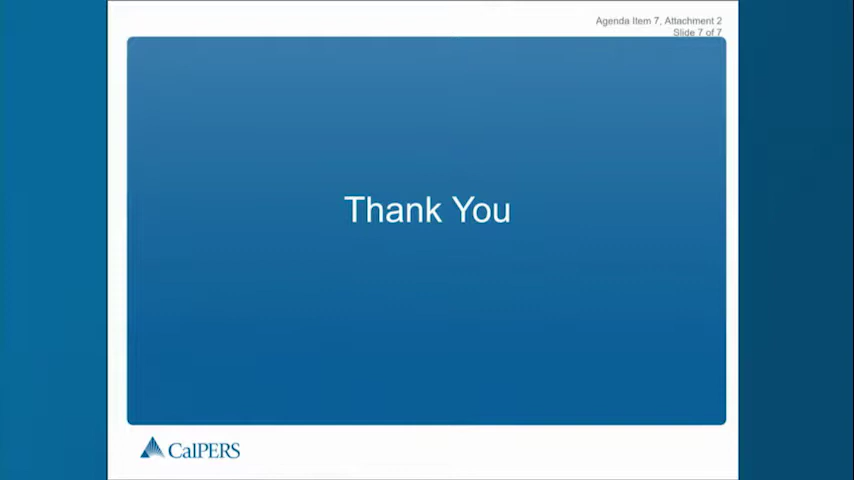 Agenda Item 7, Attachment 2
Slide 7 of 7
Thank You
CalPERS